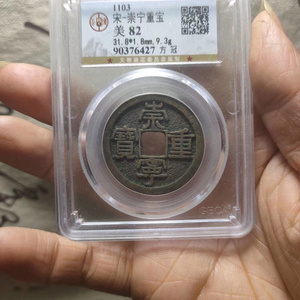 1103
宋-崇宁重宝
美 82
31.8*1.8mm,9.3g
90376427 方 冠
崇
寶 重
寧